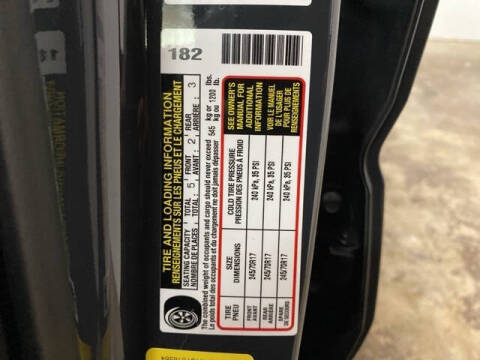 182
TIRE AND LOADING INFORMATION
RENSEIGNEMENTS SUR LES PNEUS ET LE CHARGEMENT
SEATING CAPACITY TOTAL: 5 FRONT 2 REAR 3
NOMBRE DE PLACES TOTAL: AVANT: ARRIÈRE:
The combined weight of occupants and cargo should never exceed 545 kg or 1200 lbs.
Le poids total des occupants et du chargement ne doit jamais dépasser kg ou lbs.
TIRE SIZE COLD TIRE PRESSURE SEE OWNER'S MANUAL FOR ADDITIONAL INFORMATION
PNEU DIMENSIONS PRESSION DES PNEUS À FROID
FRONT AVANT 245/70R17 240 kPa, 35 PSI
REAR ARRIÈRE 245/70R17 240 kPa, 35 PSI
SPARE DE SECOURS 245/70R17 240 kPa, 35 PSI
VOIR LE MANUEL DE L'USAGER POUR PLUS DE RENSEIGNEMENTS